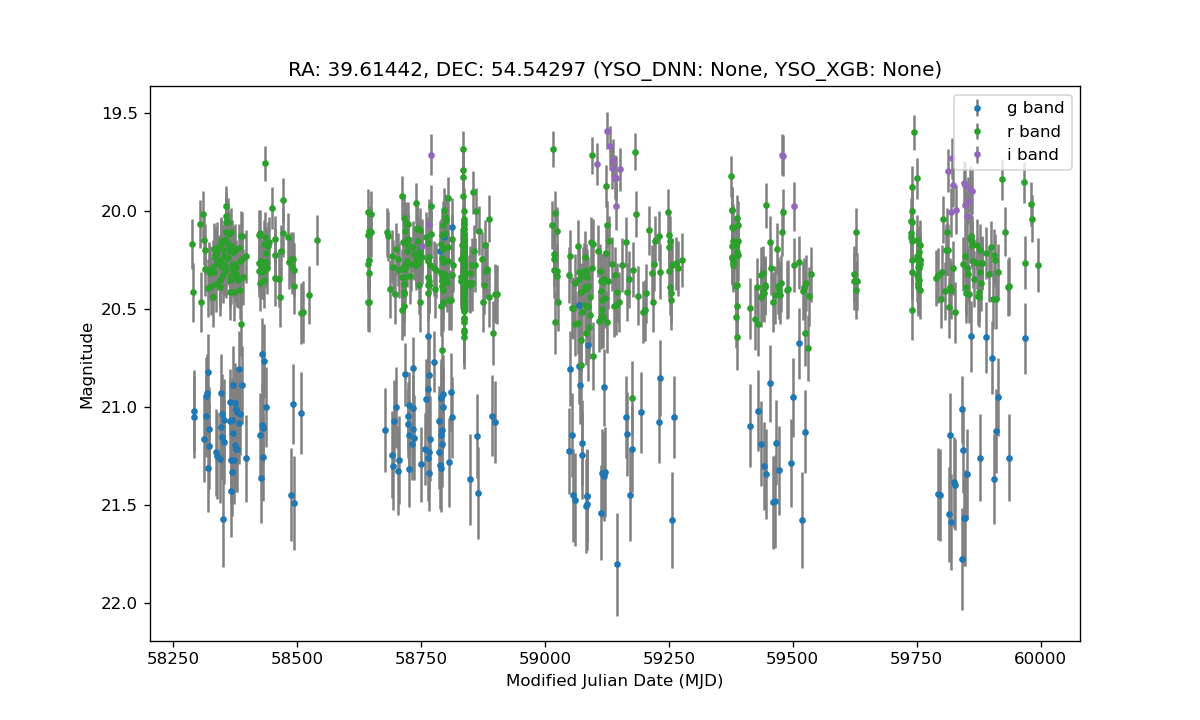 RA: 39.61442, DEC: 54.54297 (YSO_DNN: None, YSO_XGB: None)
g band
r band
i band
19.5
20.0
20.5
21.0
21.5
22.0
Magnitude
58250 58500 58750 59000 59250 59500 59750 60000
Modified Julian Date (MJD)